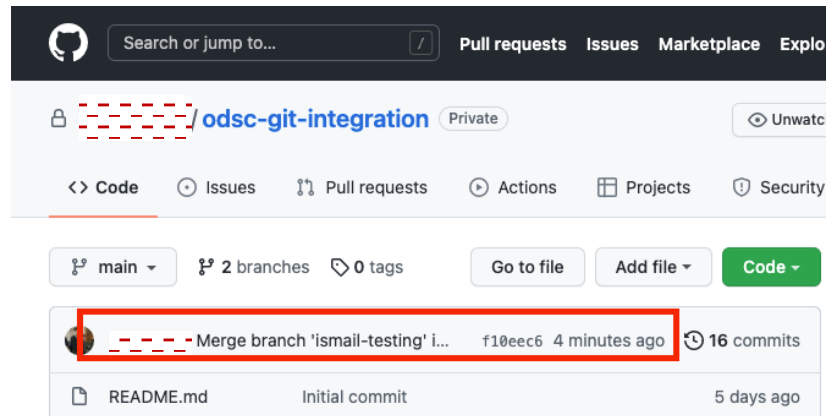 Search or jump to... / Pull requests Issues Marketplace Explo
/ odsc-git-integration Private Unwatc
<> Code Issues Pull requests Actions Projects Security
main 2 branches 0 tags Go to file Add file Code
Merge branch 'ismail-testing' i... f10eec6 4 minutes ago 16 commits
README.md Initial commit 5 days ago